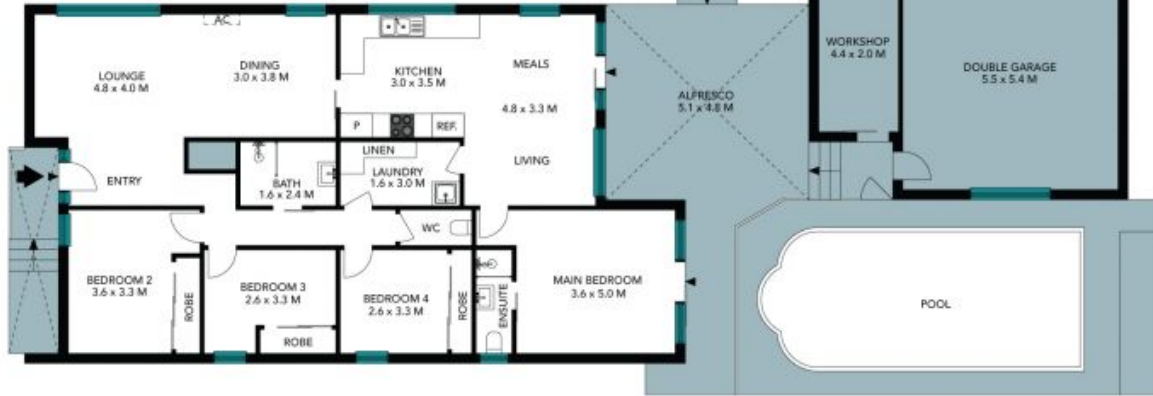 AC
LOUNGE
4.8 x 4.0 M
DINING
3.0 x 3.8 M
KITCHEN
3.0 x 3.5 M
MEALS
4.8 x 3.3 M
LIVING
P
REF.
ALFRESCO
5.1 x 4.8 M
WORKSHOP
4.4 x 2.0 M
DOUBLE GARAGE
5.5 x 5.4 M
ENTRY
BATH
1.6 x 2.4 M
LINEN
LAUNDRY
1.6 x 3.0 M
WC
BEDROOM 2
3.6 x 3.3 M
ROBE
BEDROOM 3
2.6 x 3.3 M
ROBE
BEDROOM 4
2.6 x 3.3 M
ROBE
ENSUITE
MAIN BEDROOM
3.6 x 5.0 M
POOL